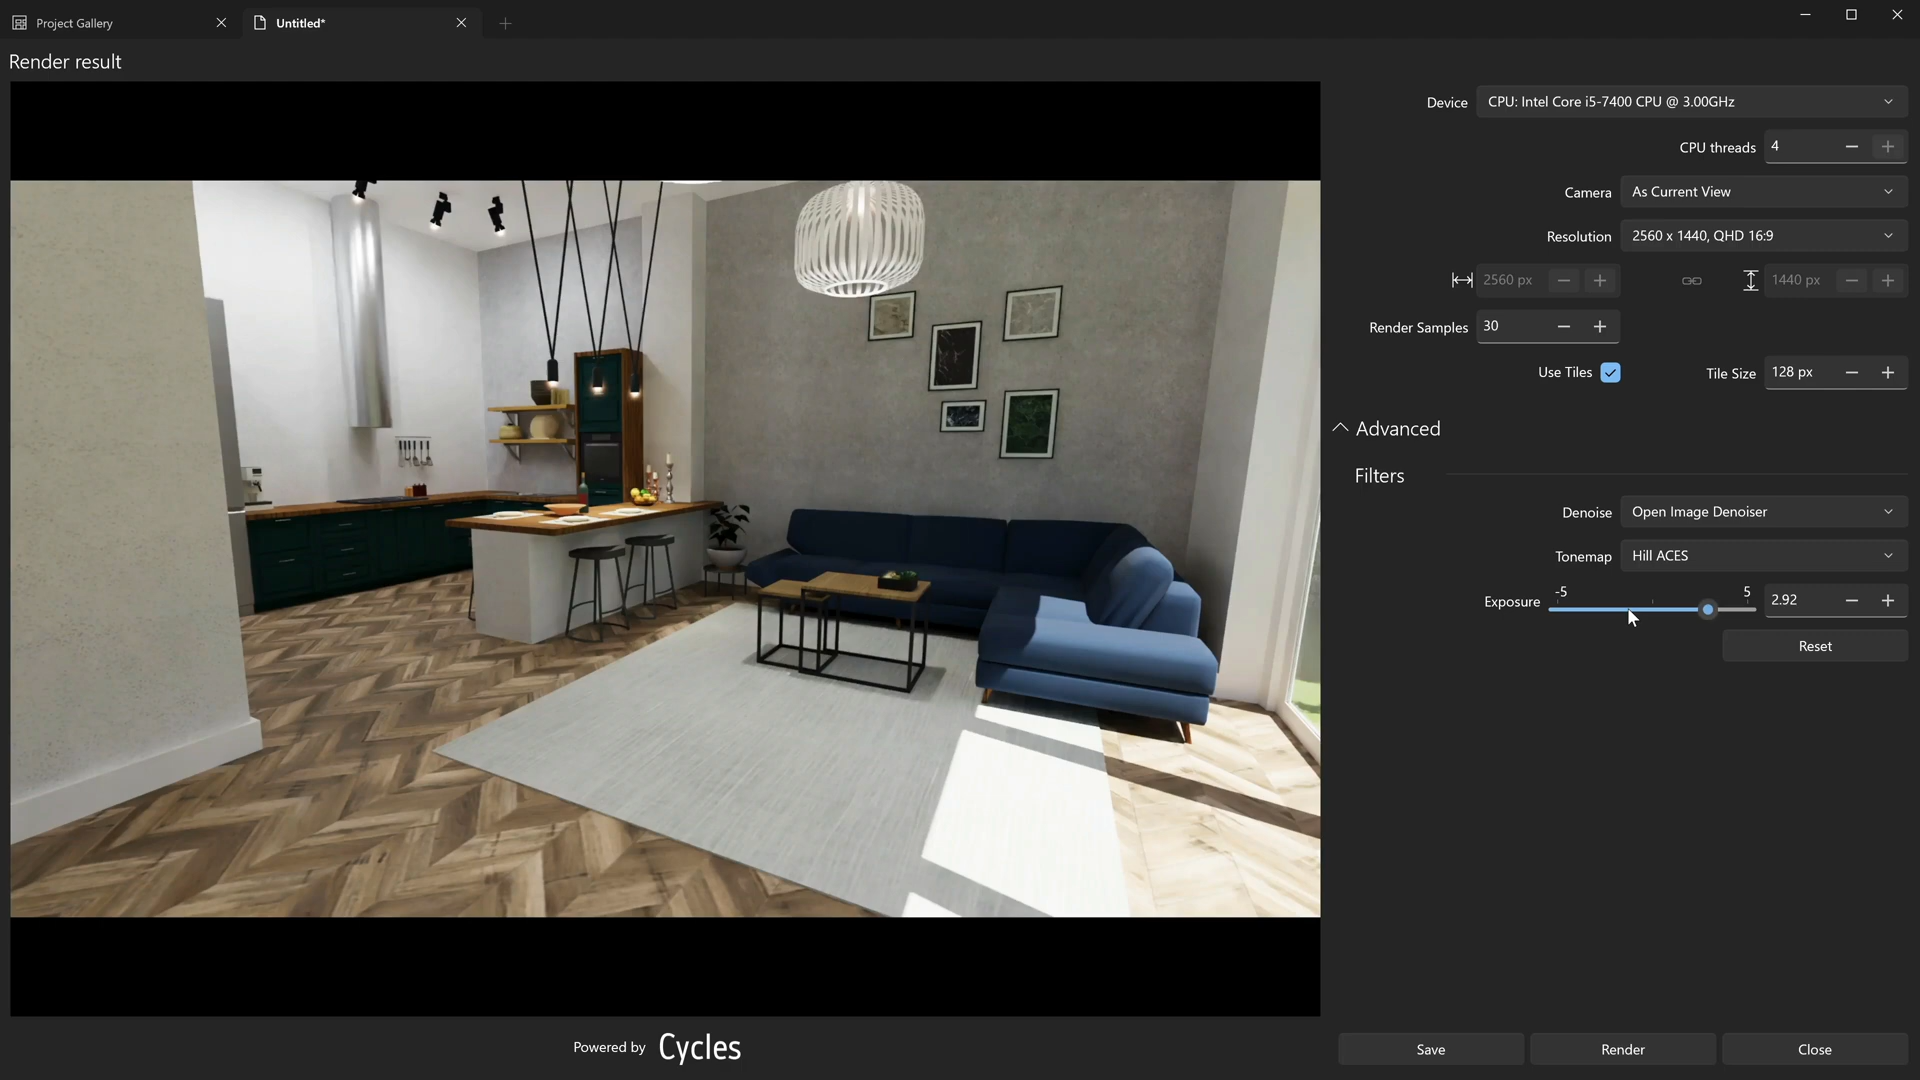 Project Gallery
Untitled*
Render result
Device CPU: Intel Core i5-7400 CPU @ 3.00GHz
CPU threads 4
Camera As Current View
Resolution 2560 x 1440, QHD 16:9
2560 px 1440 px
Render Samples 30
Use Tiles Tile Size 128 px
Advanced
Filters
Denoise Open Image Denoiser
Tonemap Hill ACES
Exposure -5 5 2.92
Reset
Powered by Cycles
Save Render Close